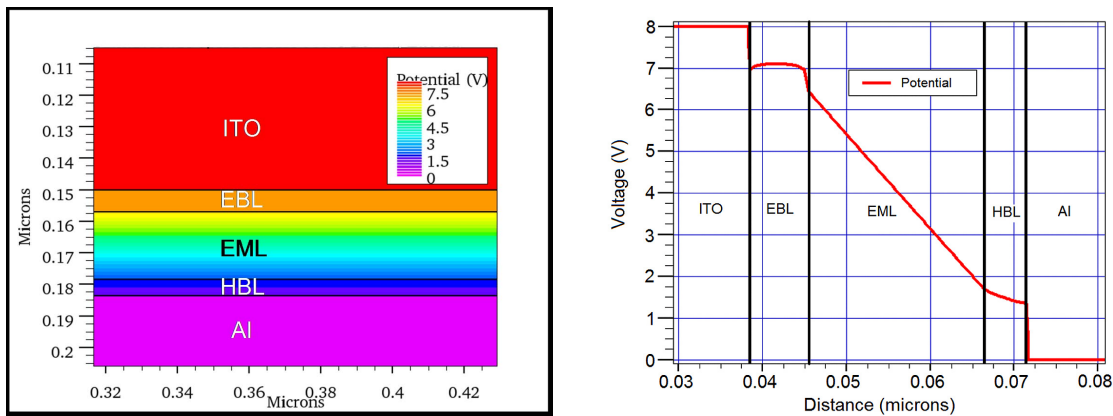 Potential (V)
7.5
6
4.5
3
1.5
0
0.11
0.12
0.13
0.14
0.15
0.16
0.17
0.18
0.19
0.2
Microns
ITO
EBL
EML
HBL
Al
0.32
0.34
0.36
0.38
0.4
0.42
Microns
8
7
6
5
4
3
2
1
0
Voltage (V)
Potential
ITO
EBL
EML
HBL
Al
0.03
0.04
0.05
0.06
0.07
0.08
Distance (microns)